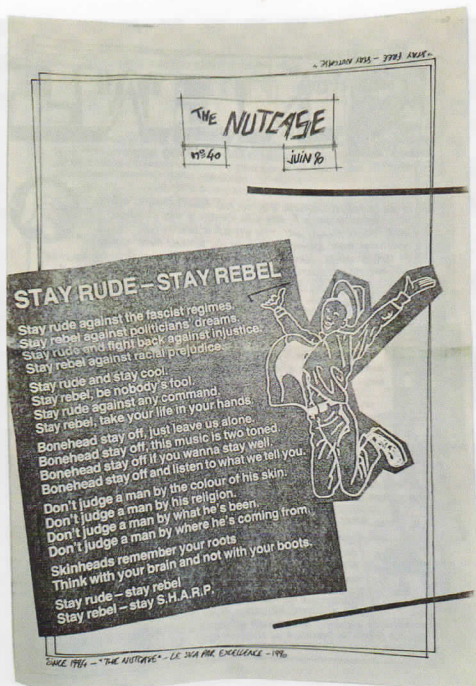 "STAY FREE - STAY NUTCASE"
THE NUTCASE
N°40
JUIN 90
STAY RUDE – STAY REBEL
Stay rude against the fascist regimes.
Stay rebel against politicians' dreams.
Stay rude and fight back against injustice.
Stay rebel against racial prejudice.
Stay rude and stay cool.
Stay rebel, be nobody's fool.
Stay rude against any command.
Stay rebel, take your life in your hands.
Bonehead stay off, just leave us alone.
Bonehead stay off, this music is two toned.
Bonehead stay off if you wanna stay well.
Bonehead stay off and listen to what we tell you.
Don't judge a man by the colour of his skin.
Don't judge a man by his religion.
Don't judge a man by what he's been.
Don't judge a man by where he's coming from
Skinheads remember your roots
Think with your brain and not with your boots.
Stay rude – stay rebel
Stay rebel – stay S.H.A.R.P.
SINCE 1984 – "THE NUTCASE" – LE SKA PAR EXCELLENCE – 1990